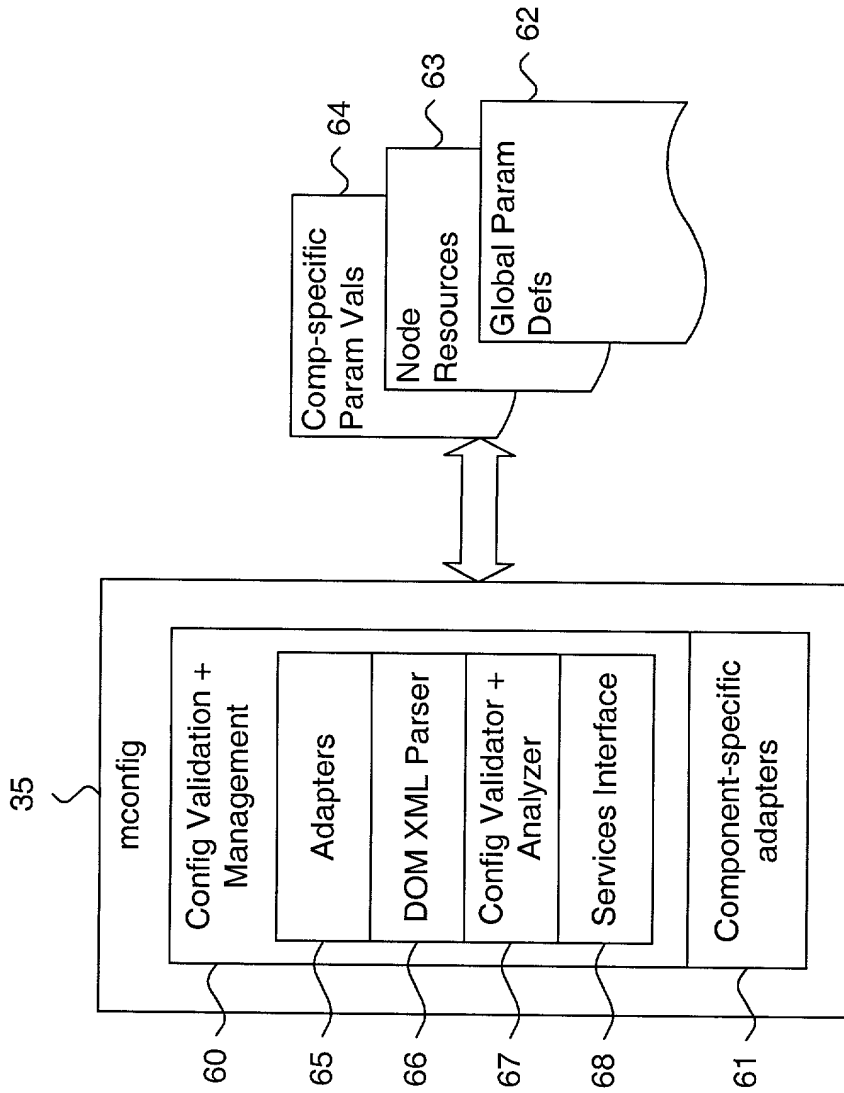 35
mconfig
60
Config Validation +
Management
65
Adapters
66
DOM XML Parser
67
Config Validator +
Analyzer
68
Services Interface
61
Component-specific
adapters
Comp-specific
Param Vals
64
Node
Resources
63
Global Param
Defs
62